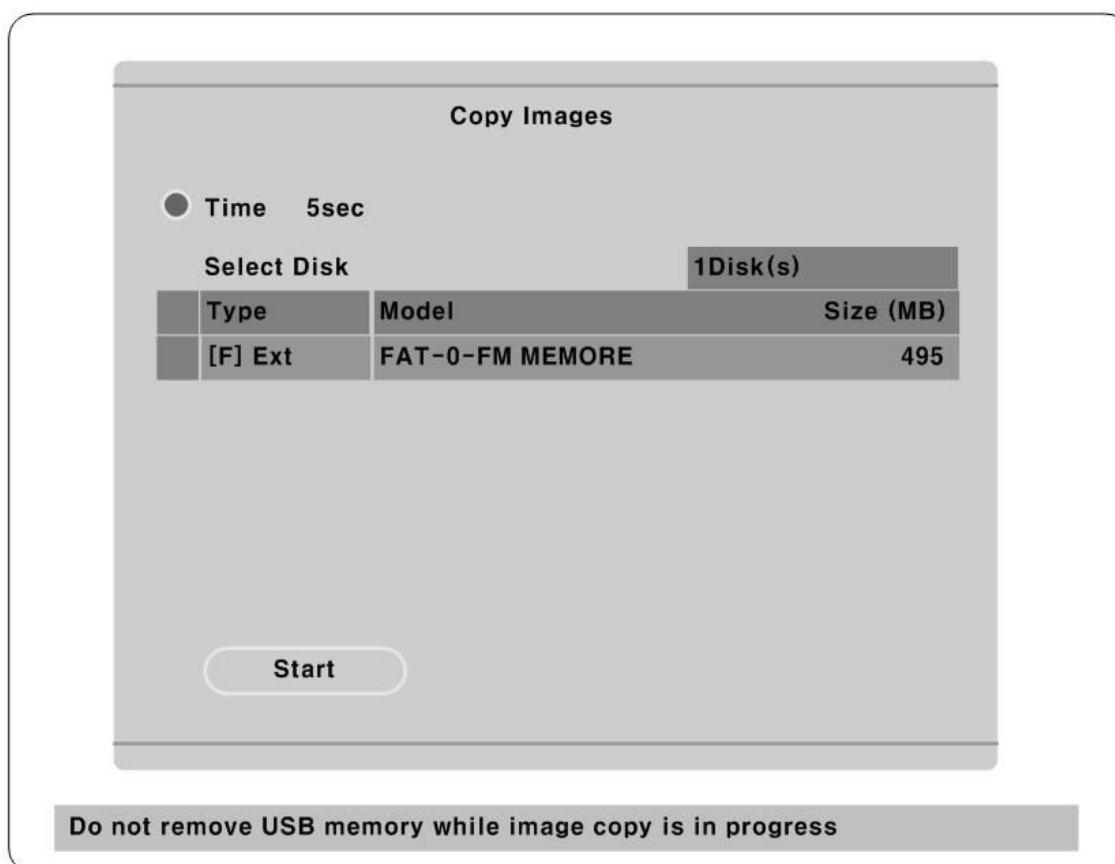 Copy Images
Time 5sec
Select Disk 1Disk(s)
Type Model Size (MB)
[F] Ext FAT-0-FM MEMORE 495
Start
Do not remove USB memory while image copy is in progress